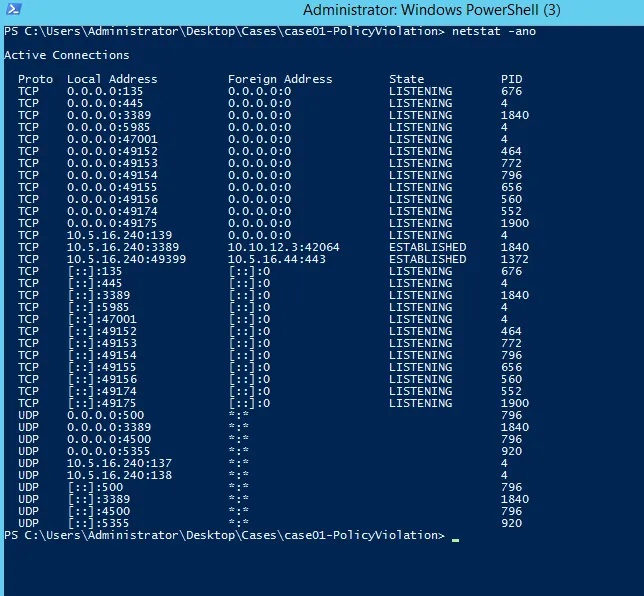 Administrator: Windows PowerShell (3)
PS C:\Users\Administrator\Desktop\Cases\case01-PolicyViolation> netstat -ano
Active Connections
Proto Local Address Foreign Address State PID
TCP 0.0.0.0:135 0.0.0.0:0 LISTENING 676
TCP 0.0.0.0:445 0.0.0.0:0 LISTENING 4
TCP 0.0.0.0:3389 0.0.0.0:0 LISTENING 1840
TCP 0.0.0.0:5985 0.0.0.0:0 LISTENING 4
TCP 0.0.0.0:47001 0.0.0.0:0 LISTENING 4
TCP 0.0.0.0:49152 0.0.0.0:0 LISTENING 464
TCP 0.0.0.0:49153 0.0.0.0:0 LISTENING 772
TCP 0.0.0.0:49154 0.0.0.0:0 LISTENING 796
TCP 0.0.0.0:49155 0.0.0.0:0 LISTENING 656
TCP 0.0.0.0:49156 0.0.0.0:0 LISTENING 560
TCP 0.0.0.0:49174 0.0.0.0:0 LISTENING 552
TCP 0.0.0.0:49175 0.0.0.0:0 LISTENING 1900
TCP 10.5.16.240:139 0.0.0.0:0 LISTENING 4
TCP 10.5.16.240:3389 10.10.12.3:42064 ESTABLISHED 1840
TCP 10.5.16.240:49399 10.5.16.44:443 ESTABLISHED 1372
TCP [::]:135 [::]:0 LISTENING 676
TCP [::]:445 [::]:0 LISTENING 4
TCP [::]:3389 [::]:0 LISTENING 1840
TCP [::]:5985 [::]:0 LISTENING 4
TCP [::]:47001 [::]:0 LISTENING 4
TCP [::]:49152 [::]:0 LISTENING 464
TCP [::]:49153 [::]:0 LISTENING 772
TCP [::]:49154 [::]:0 LISTENING 796
TCP [::]:49155 [::]:0 LISTENING 656
TCP [::]:49156 [::]:0 LISTENING 560
TCP [::]:49174 [::]:0 LISTENING 552
TCP [::]:49175 [::]:0 LISTENING 1900
UDP 0.0.0.0:500 *:* 796
UDP 0.0.0.0:3389 *:* 1840
UDP 0.0.0.0:4500 *:* 796
UDP 0.0.0.0:5355 *:* 920
UDP 10.5.16.240:137 *:* 4
UDP 10.5.16.240:138 *:* 4
UDP [::]:500 *:* 796
UDP [::]:3389 *:* 1840
UDP [::]:4500 *:* 796
UDP [::]:5355 *:* 920
PS C:\Users\Administrator\Desktop\Cases\case01-PolicyViolation> _